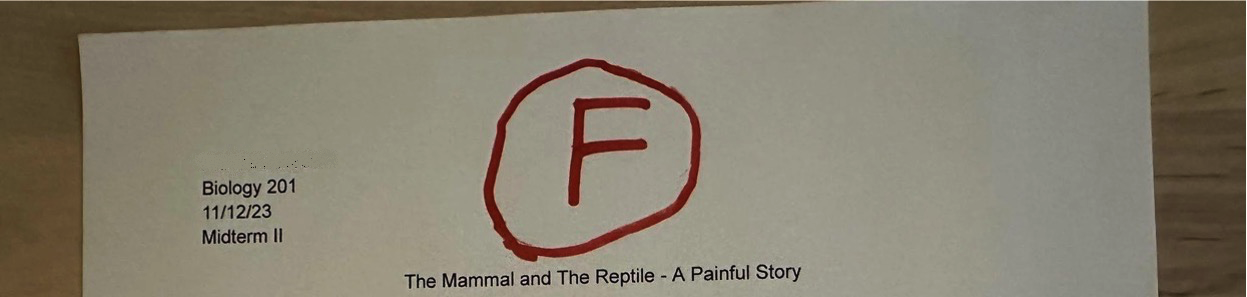 F
Biology 201
11/12/23
Midterm II
The Mammal and The Reptile - A Painful Story